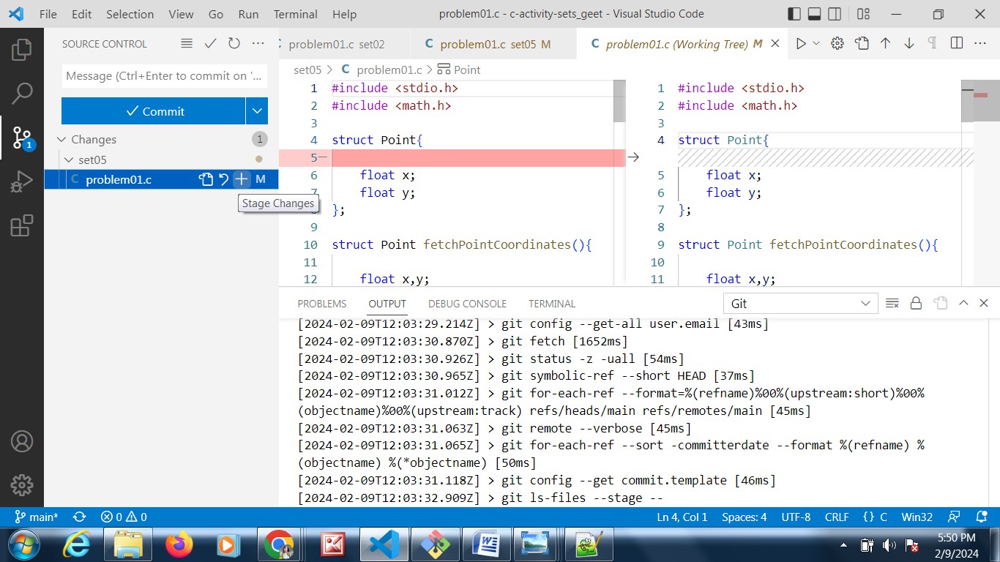 File Edit Selection View Go Run Terminal Help problem01.c - c-activity-sets_geet - Visual Studio Code
SOURCE CONTROL
Message (Ctrl+Enter to commit on '...
Commit
Changes 1
set05
problem01.c M
Stage Changes
1
problem01.c set02 C problem01.c set05 M C problem01.c (Working Tree) M
set05 > C problem01.c > Point
1 #include <stdio.h>
2 #include <math.h>
3
4 struct Point{
5—
6 float x;
7 float y;
8 };
9
10 struct Point fetchPointCoordinates(){
11
12 float x,y;
1 #include <stdio.h>
2 #include <math.h>
3
4 struct Point{
5 float x;
6 float y;
7 };
8
9 struct Point fetchPointCoordinates(){
10
11 float x,y;
PROBLEMS OUTPUT DEBUG CONSOLE TERMINAL Git
[2024-02-09T12:03:29.214Z] > git config --get-all user.email [43ms]
[2024-02-09T12:03:30.870Z] > git fetch [1652ms]
[2024-02-09T12:03:30.926Z] > git status -z -uall [54ms]
[2024-02-09T12:03:30.965Z] > git symbolic-ref --short HEAD [37ms]
[2024-02-09T12:03:31.012Z] > git for-each-ref --format=%(refname)%00%(upstream:short)%00%
(objectname)%00%(upstream:track) refs/heads/main refs/remotes/main [45ms]
[2024-02-09T12:03:31.063Z] > git remote --verbose [45ms]
[2024-02-09T12:03:31.065Z] > git for-each-ref --sort -committerdate --format %(refname) %
(objectname) %(*objectname) [50ms]
[2024-02-09T12:03:31.118Z] > git config --get commit.template [46ms]
[2024-02-09T12:03:32.909Z] > git ls-files --stage --
main* 0 0 Ln 4, Col 1 Spaces: 4 UTF-8 CRLF {} C Win32
5:50 PM
2/9/2024